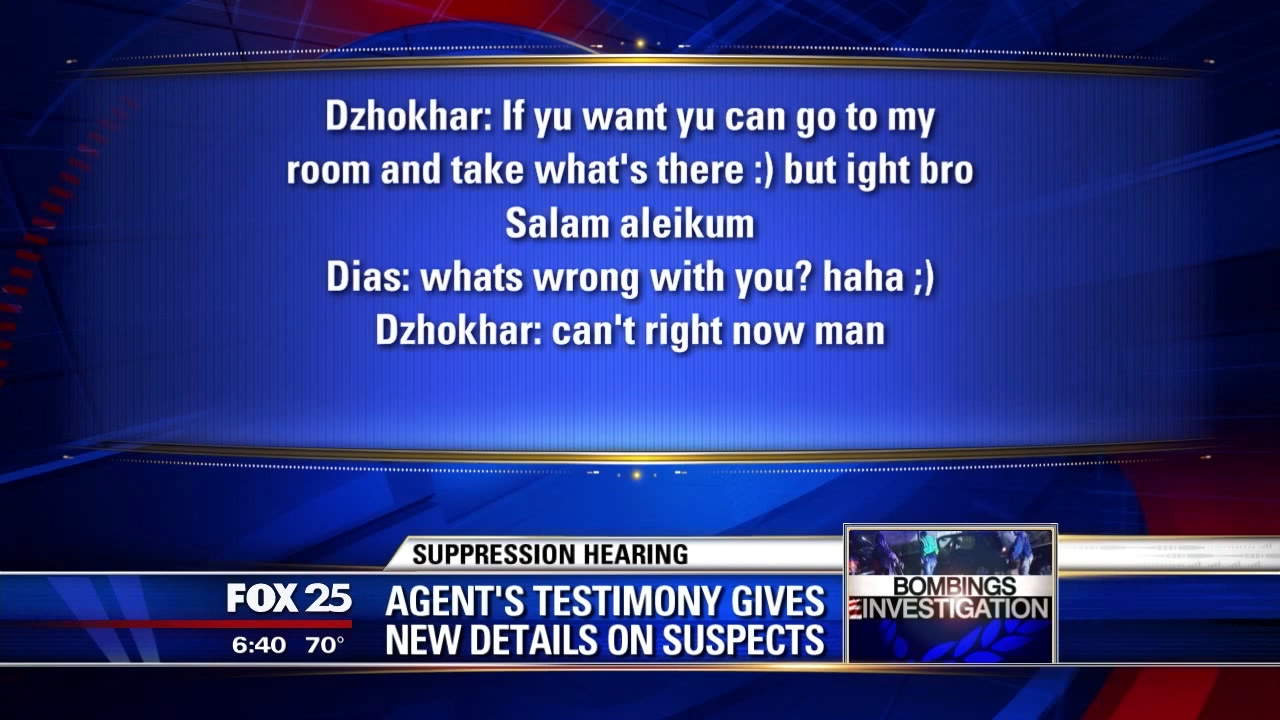 Dzhokhar: If yu want yu can go to my
room and take what's there :) but ight bro
Salam aleikum
Dias: whats wrong with you? haha ;)
Dzhokhar: can't right now man
SUPPRESSION HEARING
FOX 25
6:40 70°
AGENT'S TESTIMONY GIVES
NEW DETAILS ON SUSPECTS
BOMBINGS
INVESTIGATION